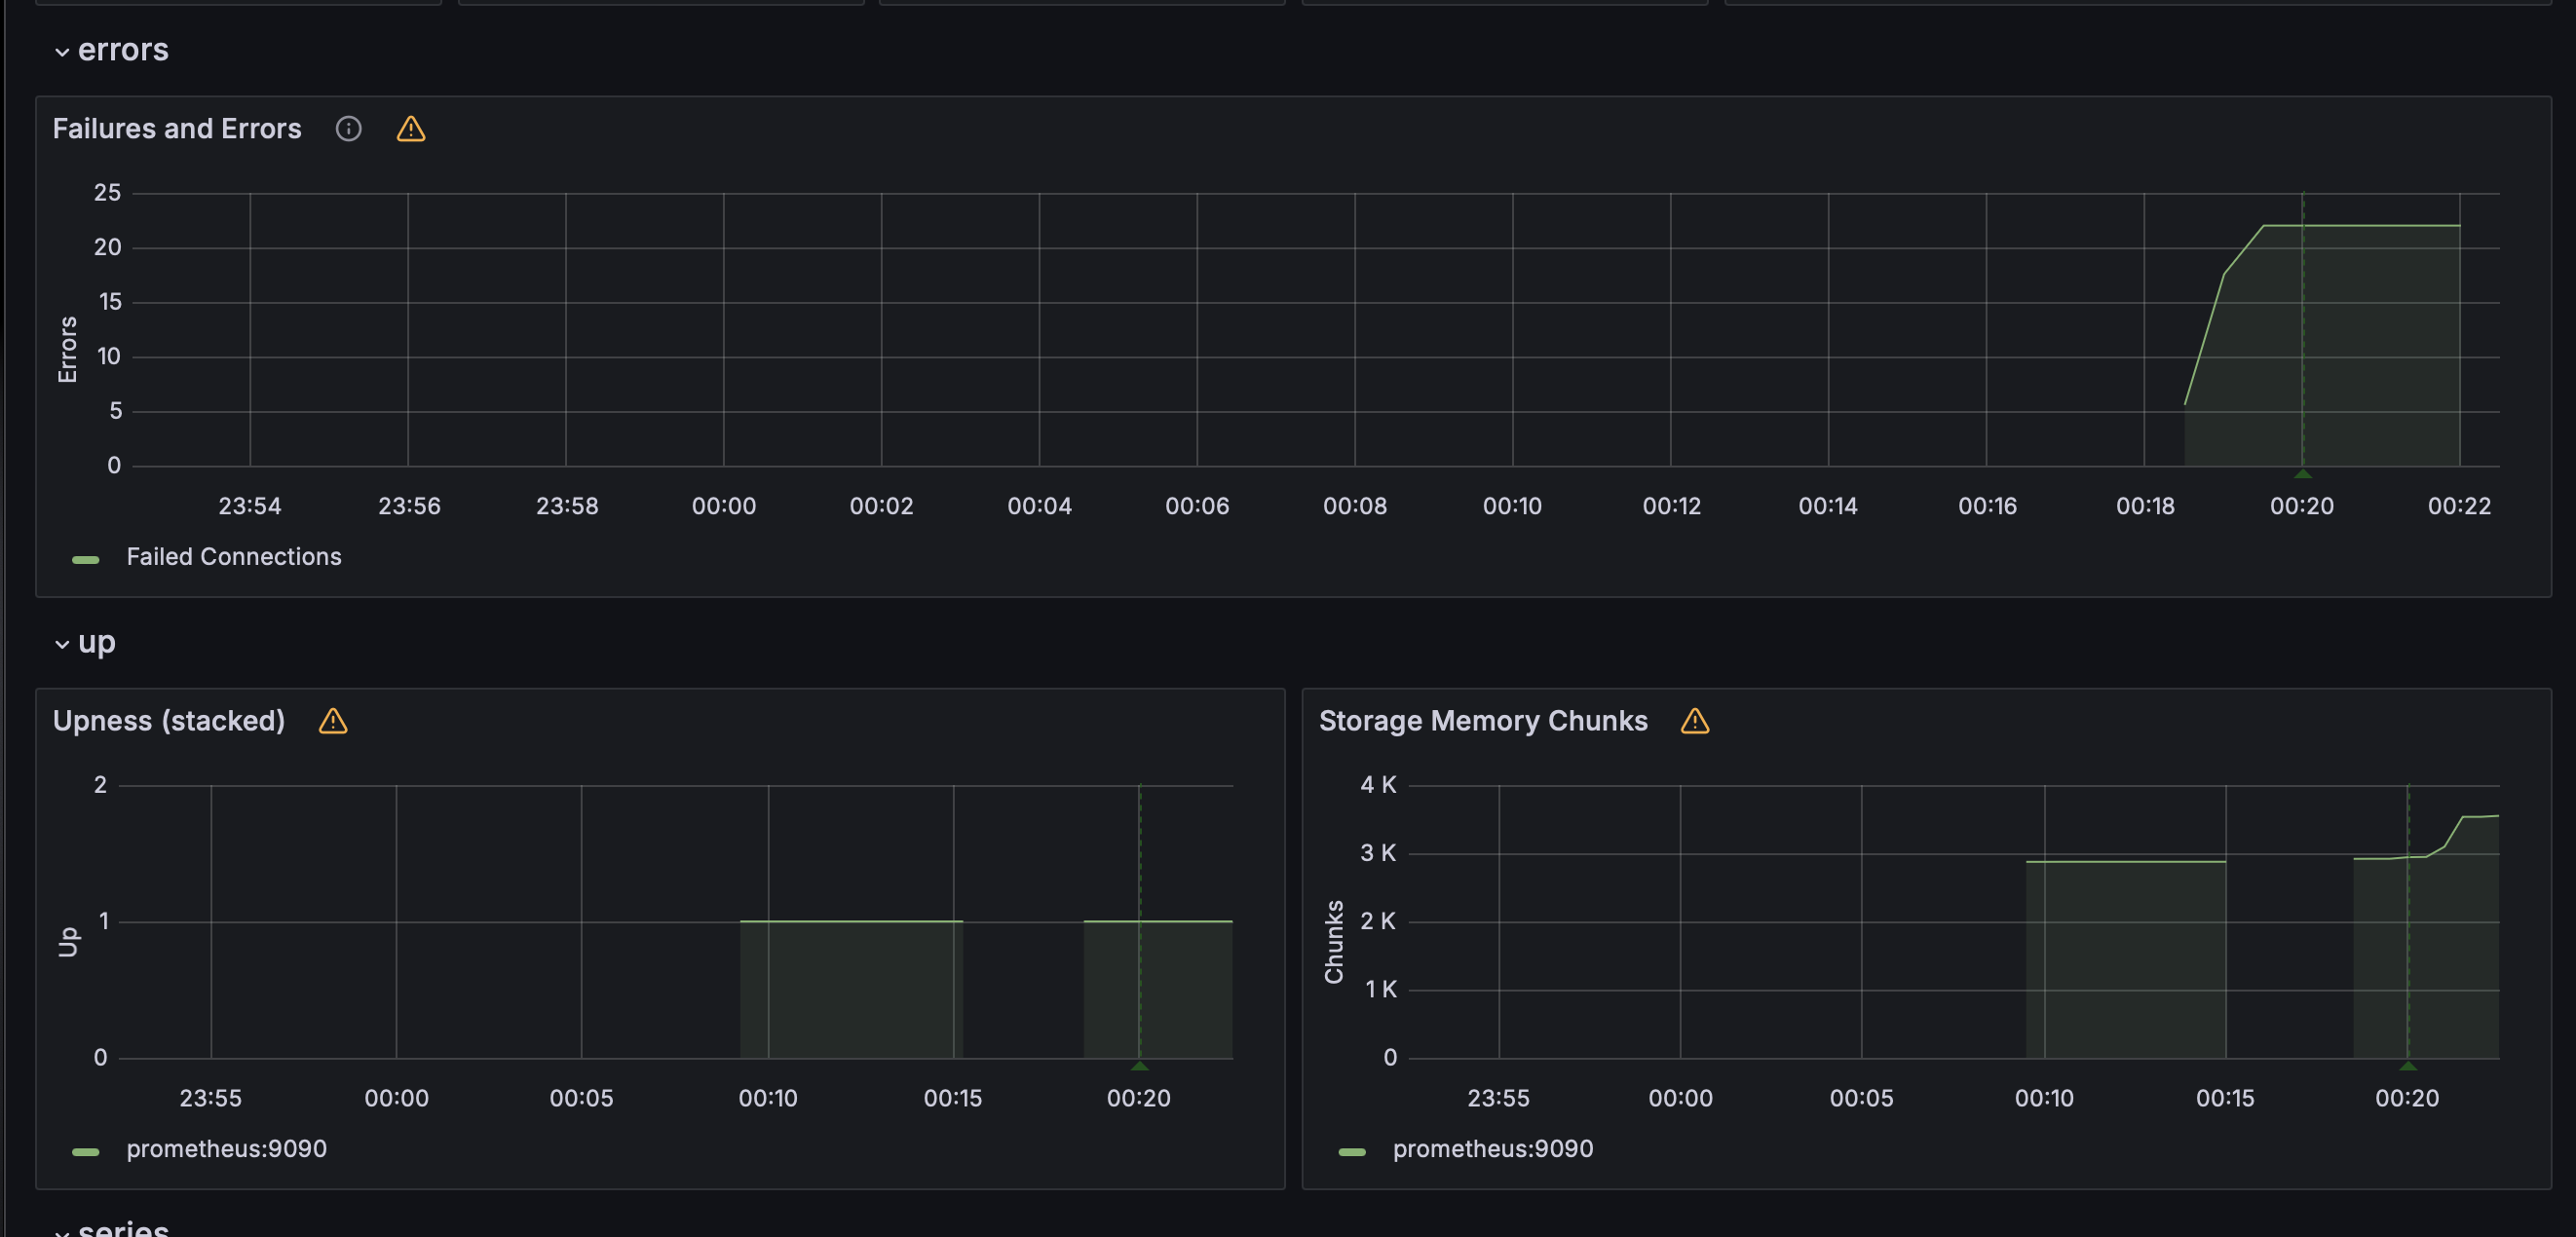 errors
Failures and Errors
25
20
15
10
5
0
Errors
23:54 23:56 23:58 00:00 00:02 00:04 00:06 00:08 00:10 00:12 00:14 00:16 00:18 00:20 00:22
Failed Connections
up
Upness (stacked)
2
1
0
Up
23:55 00:00 00:05 00:10 00:15 00:20
prometheus:9090
Storage Memory Chunks
4 K
3 K
2 K
1 K
0
Chunks
23:55 00:00 00:05 00:10 00:15 00:20
prometheus:9090
series